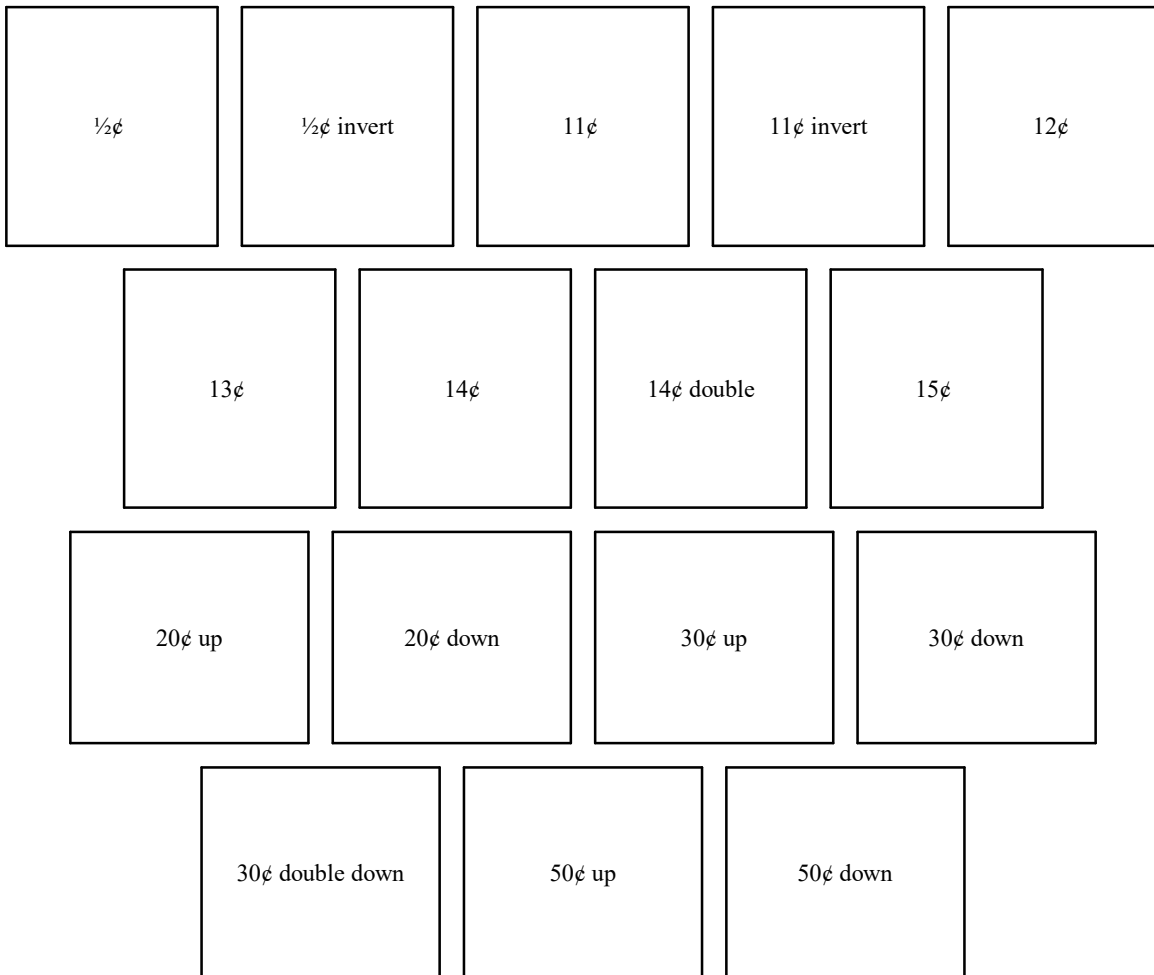 ½¢
½¢ invert
11¢
11¢ invert
12¢
13¢
14¢
14¢ double
15¢
20¢ up
20¢ down
30¢ up
30¢ down
30¢ double down
50¢ up
50¢ down